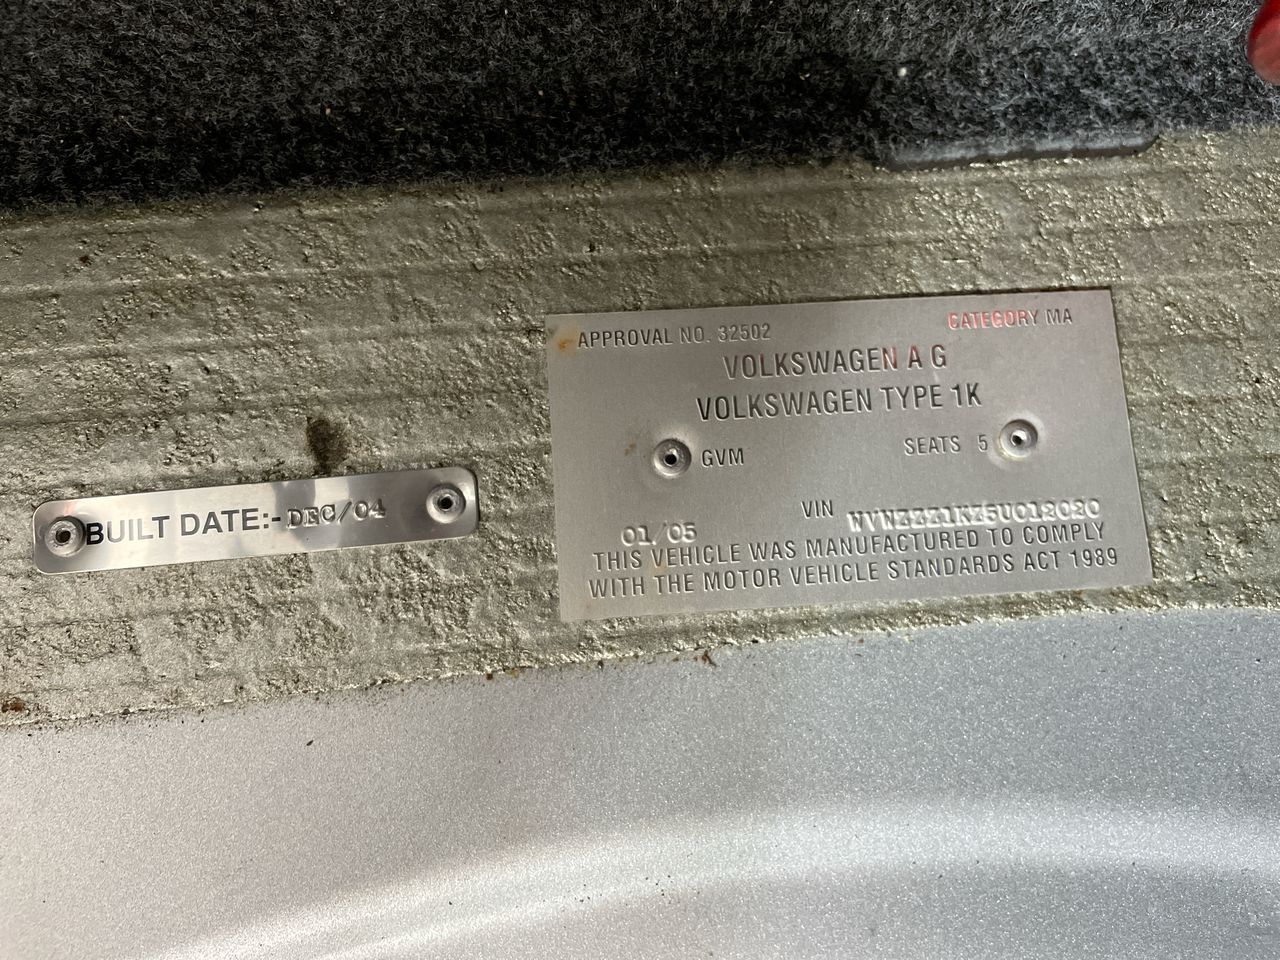 BUILT DATE:- DEC/04
APPROVAL NO. 32502 CATEGORY MA
VOLKSWAGEN A G
VOLKSWAGEN TYPE 1K
GVM SEATS 5
VIN WVWZZZ1KZ5U012020
01/05
THIS VEHICLE WAS MANUFACTURED TO COMPLY
WITH THE MOTOR VEHICLE STANDARDS ACT 1989